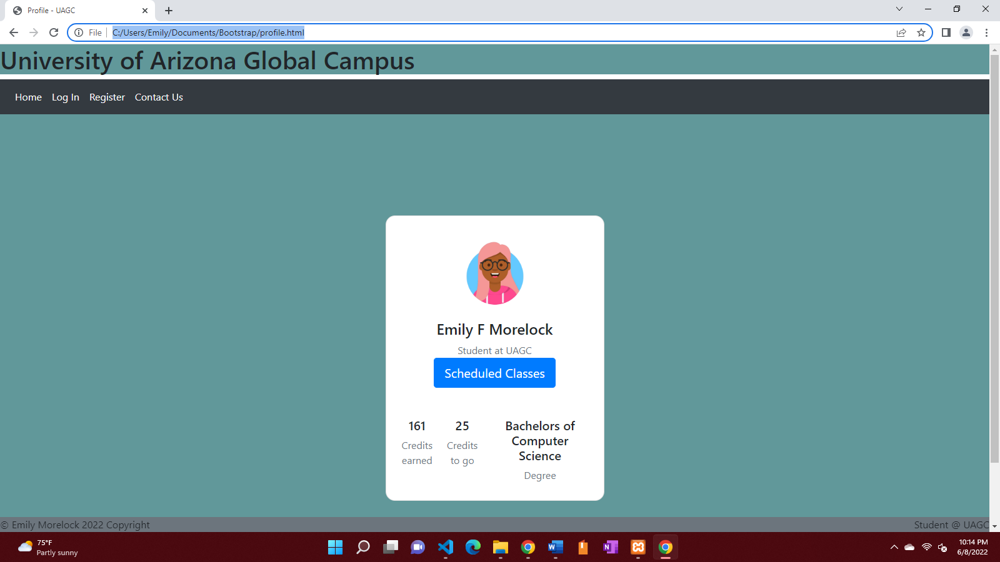 Profile - UAGC
File
C:/Users/Emily/Documents/Bootstrap/profile.html
University of Arizona Global Campus
Home Log In Register Contact Us
Emily F Morelock
Student at UAGC
Scheduled Classes
161
Credits
earned
25
Credits
to go
Bachelors of
Computer
Science
Degree
© Emily Morelock 2022 Copyright
Student @ UAGC
75°F
Partly sunny
10:14 PM
6/8/2022